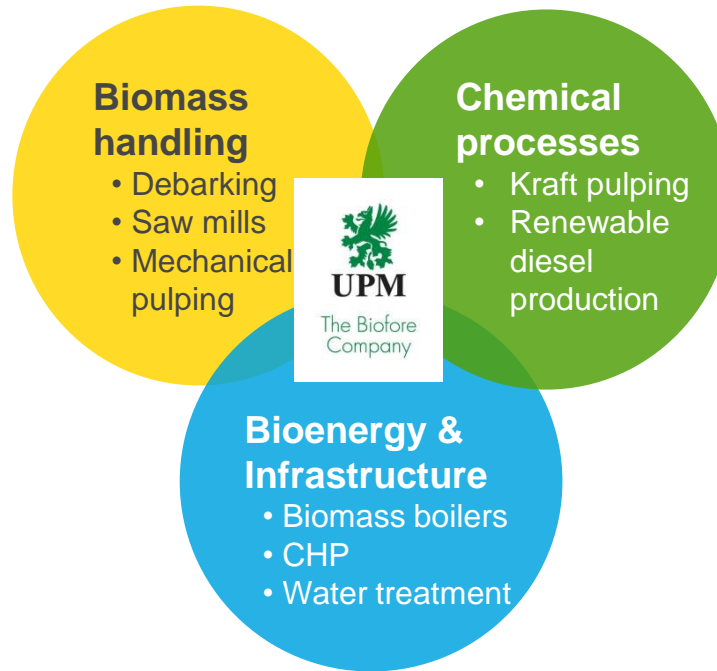 Biomass
handling
• Debarking
• Saw mills
• Mechanical
pulping
Chemical
processes
• Kraft pulping
• Renewable
diesel
production
UPM
The Biofore
Company
Bioenergy &
Infrastructure
• Biomass boilers
• CHP
• Water treatment